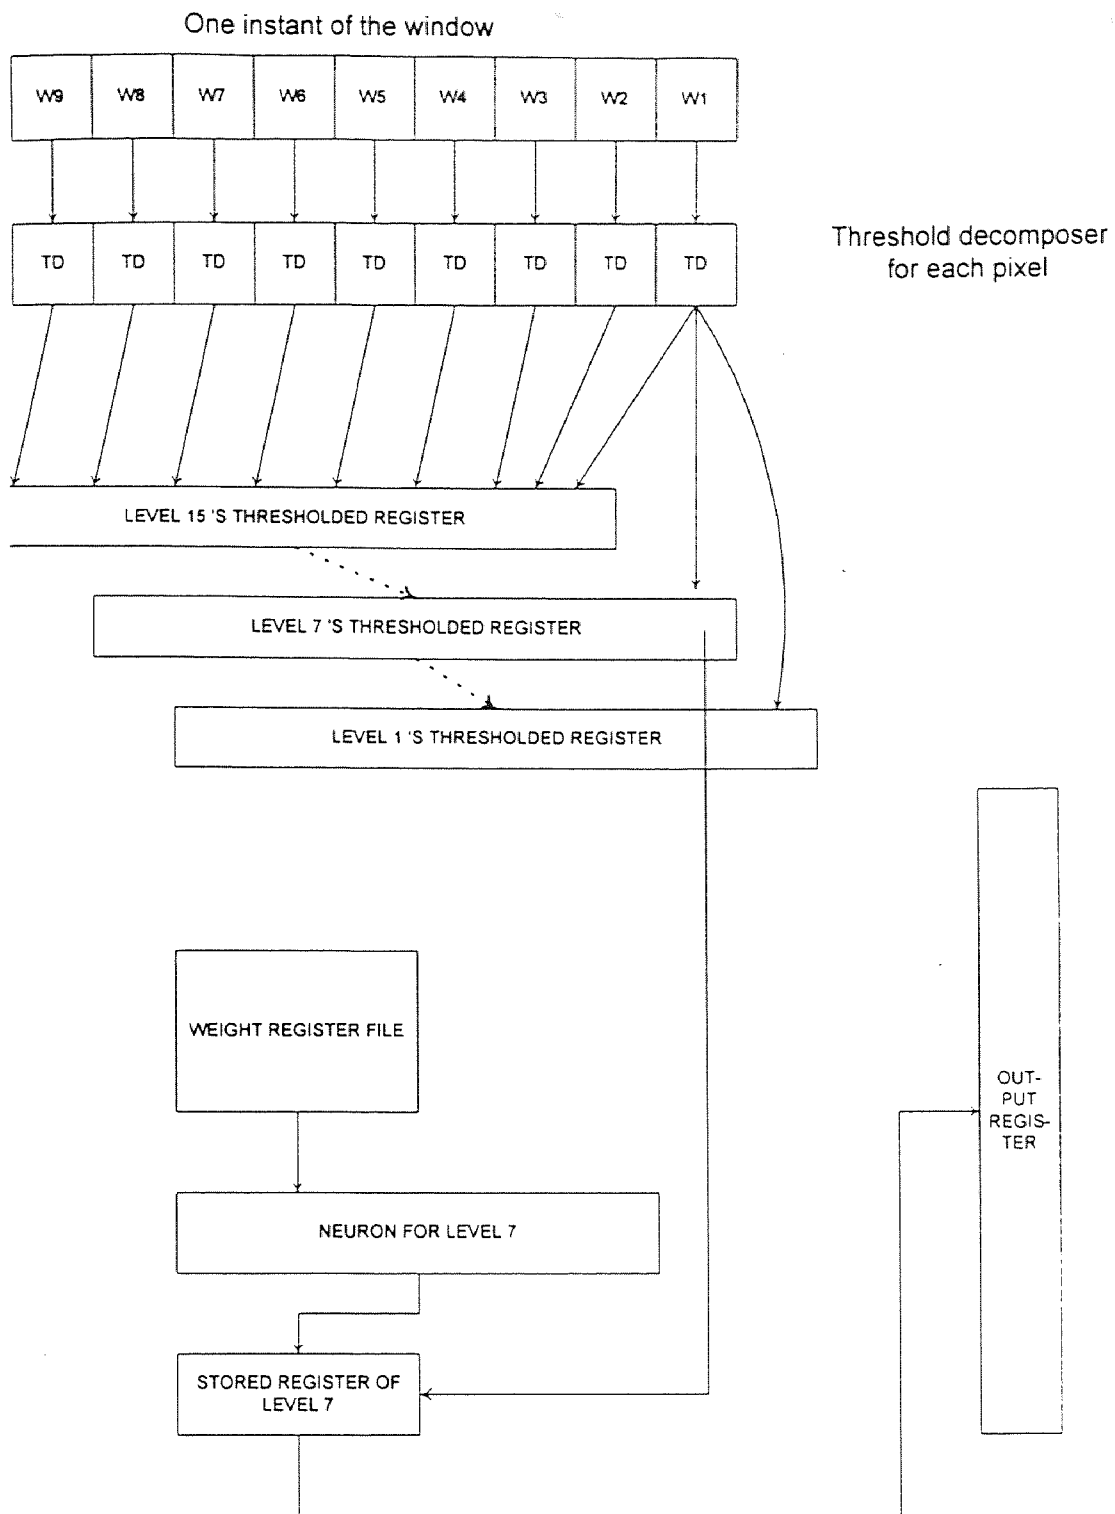 One instant of the window
W9 W8 W7 W6 W5 W4 W3 W2 W1
TD TD TD TD TD TD TD TD TD
Threshold decomposer
for each pixel
LEVEL 15 'S THRESHOLDED REGISTER
LEVEL 7 'S THRESHOLDED REGISTER
LEVEL 1 'S THRESHOLDED REGISTER
WEIGHT REGISTER FILE
OUT-
PUT
REGIS-
TER
NEURON FOR LEVEL 7
STORED REGISTER OF
LEVEL 7